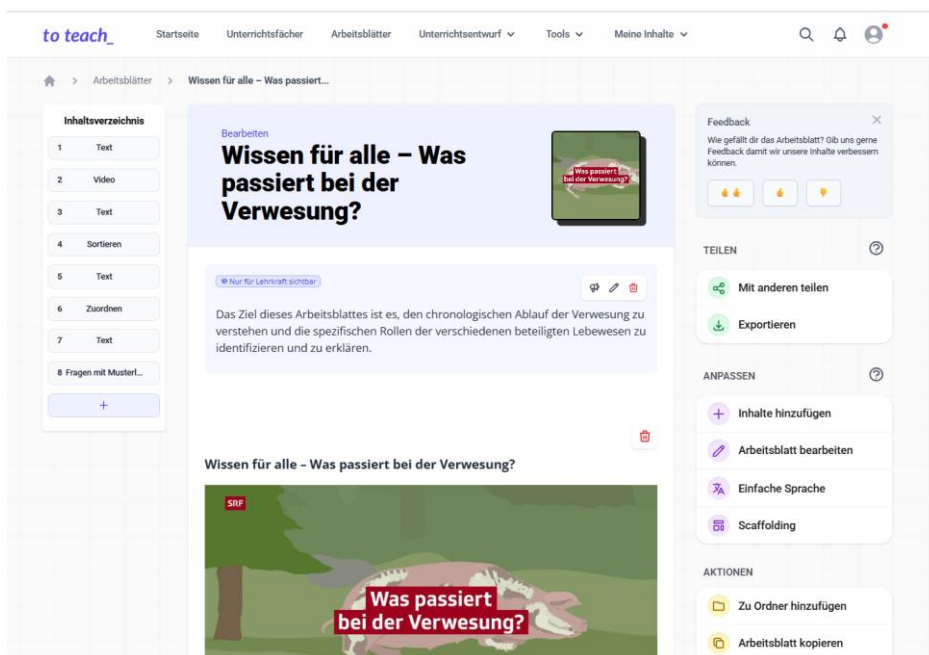 to teach_
Startseite
Unterrichtsfächer
Arbeitsblätter
Unterrichtsentwurf
Tools
Meine Inhalte
Arbeitsblätter
Wissen für alle – Was passiert...
Inhaltsverzeichnis
1 Text
2 Video
3 Text
4 Sortieren
5 Text
6 Zuordnen
7 Text
8 Fragen mit Musterl...
+
Bearbeiten
Wissen für alle – Was
passiert bei der
Verwesung?
Was passiert
bei der Verwesung?
Nur für Lehrkraft sichtbar
Das Ziel dieses Arbeitsblattes ist es, den chronologischen Ablauf der Verwesung zu
verstehen und die spezifischen Rollen der verschiedenen beteiligten Lebewesen zu
identifizieren und zu erklären.
Wissen für alle – Was passiert bei der Verwesung?
SRF
Was passiert
bei der Verwesung?
Feedback
Wie gefällt dir das Arbeitsblatt? Gib uns gerne
Feedback damit wir unsere Inhalte verbessern
können.
TEILEN
Mit anderen teilen
Exportieren
ANPASSEN
Inhalte hinzufügen
Arbeitsblatt bearbeiten
Einfache Sprache
Scaffolding
AKTIONEN
Zu Ordner hinzufügen
Arbeitsblatt kopieren